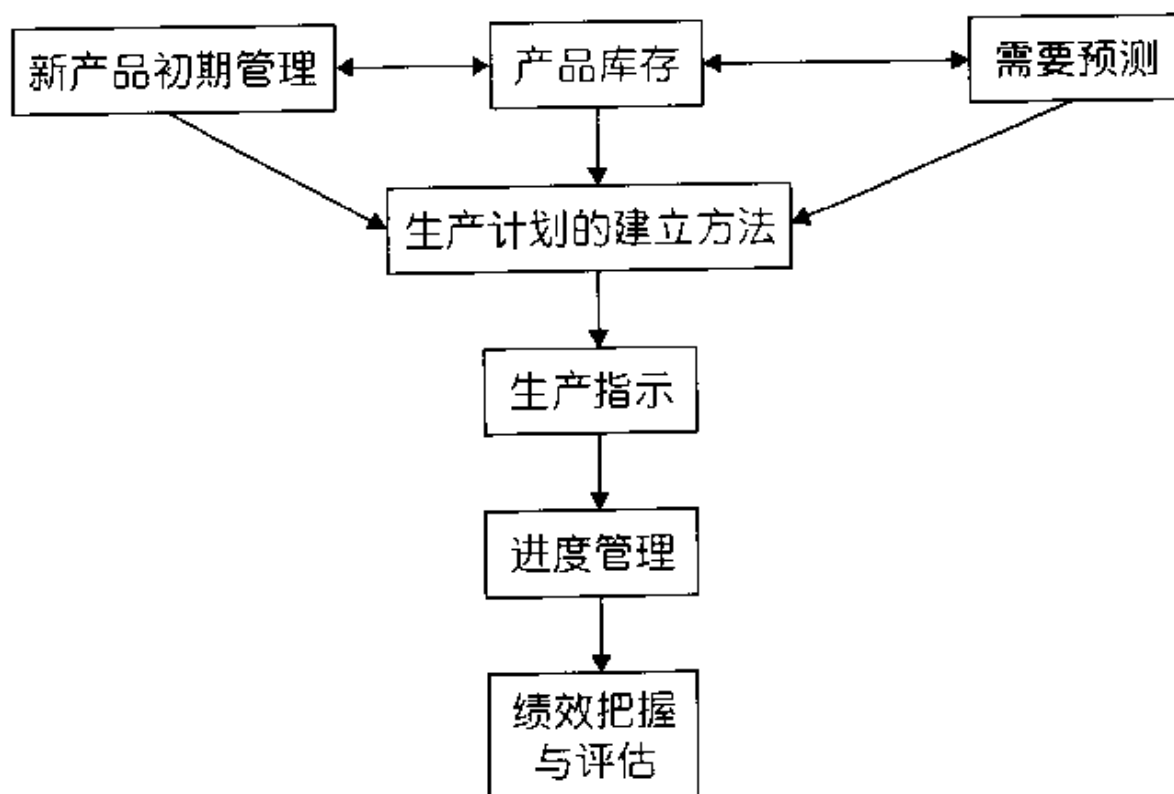 新产品初期管理
产品库存
需要预测
生产计划的建立方法
生产指示
进度管理
绩效把握
与评估